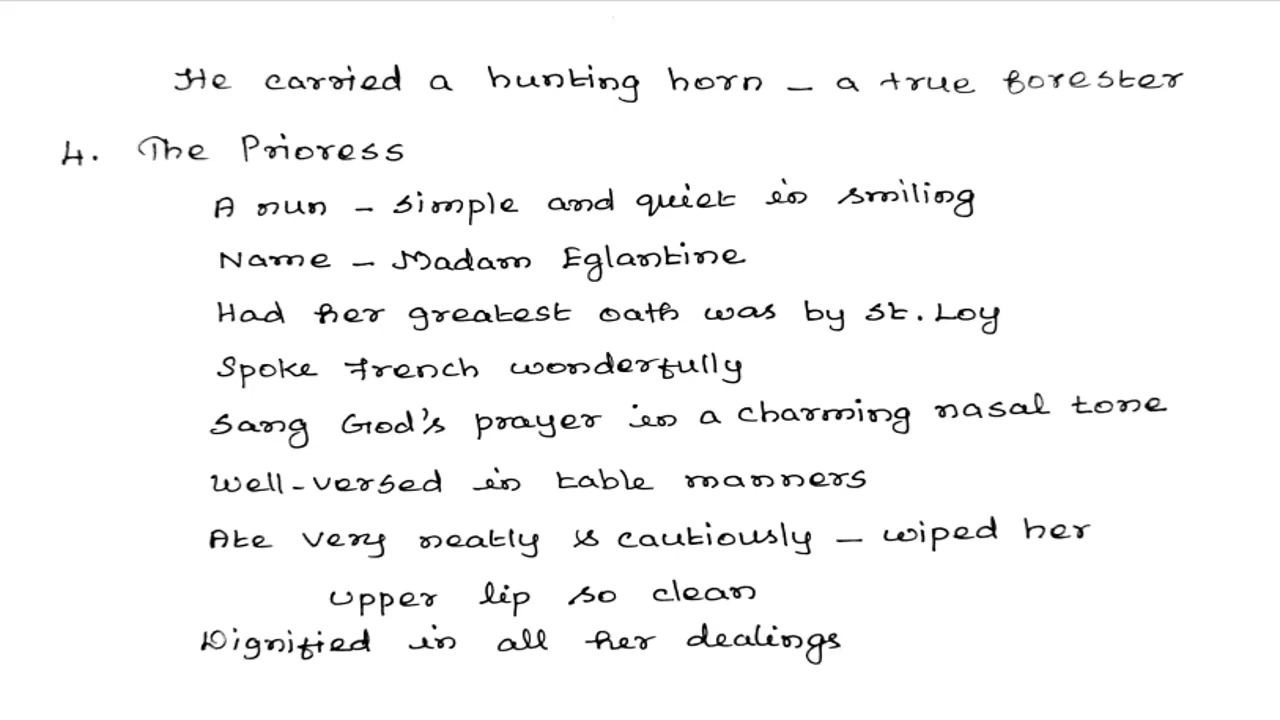 He carried a hunting horn – a true forester
4. The Prioress
A nun – simple and quiet in smiling
Name – Madam Eglantine
Had her greatest oath was by St. Loy
Spoke French wonderfully
Sang God's prayer in a charming nasal tone
Well-versed in table manners
Ate very neatly & cautiously – wiped her
upper lip so clean
Dignified in all her dealings